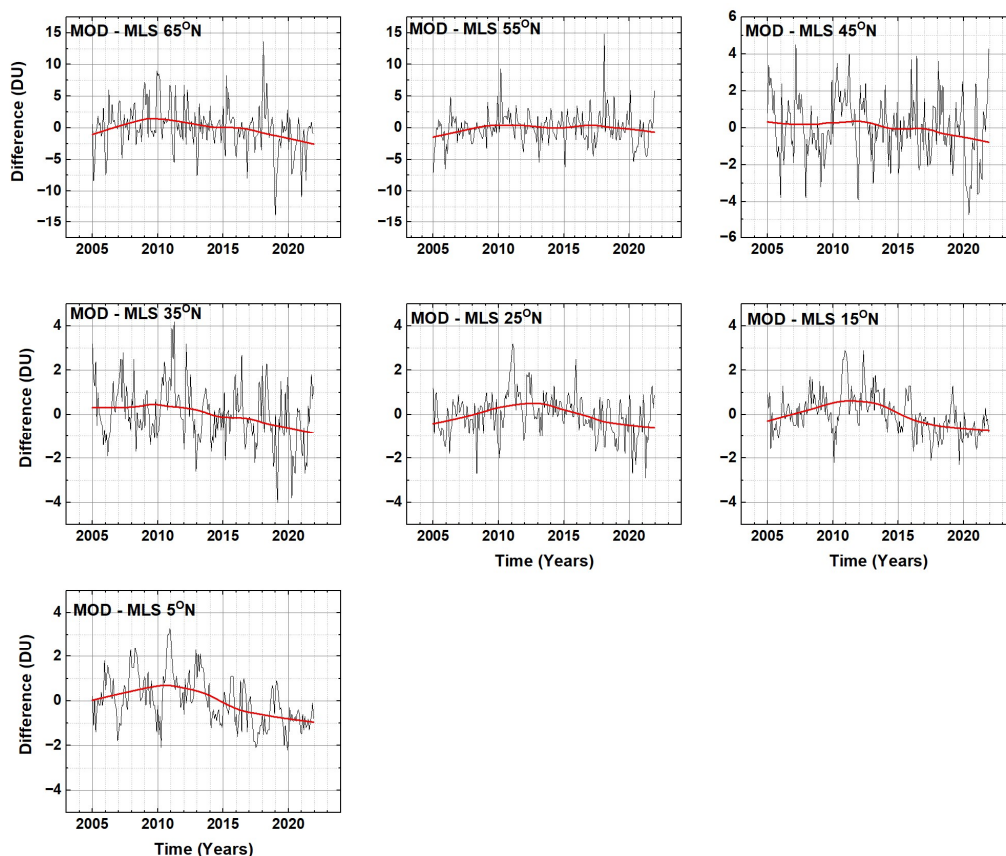 MOD - MLS 65ᴼN
15
10
5
0
−5
−10
−15
Difference (DU)
2005 2010 2015 2020
MOD - MLS 55ᴼN
15
10
5
0
−5
−10
−15
2005 2010 2015 2020
MOD - MLS 45ᴼN
6
4
2
0
−2
−4
−6
2005 2010 2015 2020
MOD - MLS 35ᴼN
4
2
0
−2
−4
Difference (DU)
2005 2010 2015 2020
MOD - MLS 25ᴼN
4
2
0
−2
−4
2005 2010 2015 2020
Time (Years)
MOD - MLS 15ᴼN
4
2
0
−2
−4
2005 2010 2015 2020
Time (Years)
MOD - MLS 5ᴼN
4
2
0
−2
−4
Difference (DU)
2005 2010 2015 2020
Time (Years)